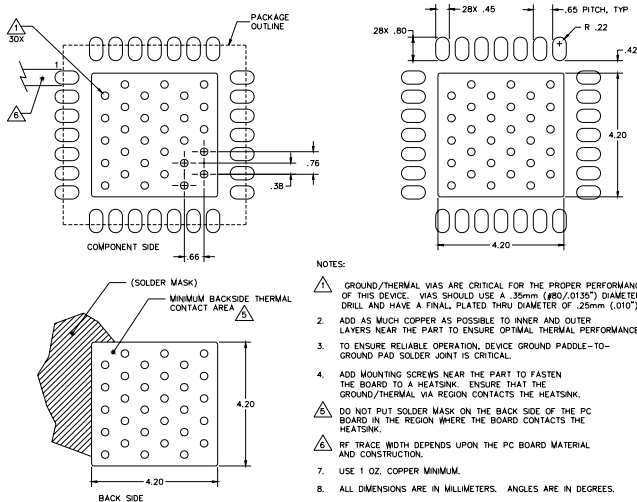 1
30X
PACKAGE
OUTLINE
1
6
.76
.38
.66
COMPONENT SIDE
28X .45
.65 PITCH, TYP
28X .80
R .22
.42
4.20
4.20
(SOLDER MASK)
MINIMUM BACKSIDE THERMAL
CONTACT AREA 5
4.20
4.20
BACK SIDE
NOTES:
1 GROUND/THERMAL VIAS ARE CRITICAL FOR THE PROPER PERFORMANC
OF THIS DEVICE. VIAS SHOULD USE A .35mm (#80/.0135") DIAMETE
DRILL AND HAVE A FINAL, PLATED THRU DIAMETER OF .25mm (.010")
2. ADD AS MUCH COPPER AS POSSIBLE TO INNER AND OUTER
LAYERS NEAR THE PART TO ENSURE OPTIMAL THERMAL PERFORMANCE
3. TO ENSURE RELIABLE OPERATION, DEVICE GROUND PADDLE-TO-
GROUND PAD SOLDER JOINT IS CRITICAL.
4. ADD MOUNTING SCREWS NEAR THE PART TO FASTEN
THE BOARD TO A HEATSINK. ENSURE THAT THE
GROUND/THERMAL VIA REGION CONTACTS THE HEATSINK.
5 DO NOT PUT SOLDER MASK ON THE BACK SIDE OF THE PC
BOARD IN THE REGION WHERE THE BOARD CONTACTS THE
HEATSINK.
6 RF TRACE WIDTH DEPENDS UPON THE PC BOARD MATERIAL
AND CONSTRUCTION.
7. USE 1 OZ. COPPER MINIMUM.
8. ALL DIMENSIONS ARE IN MILLIMETERS. ANGLES ARE IN DEGREES.